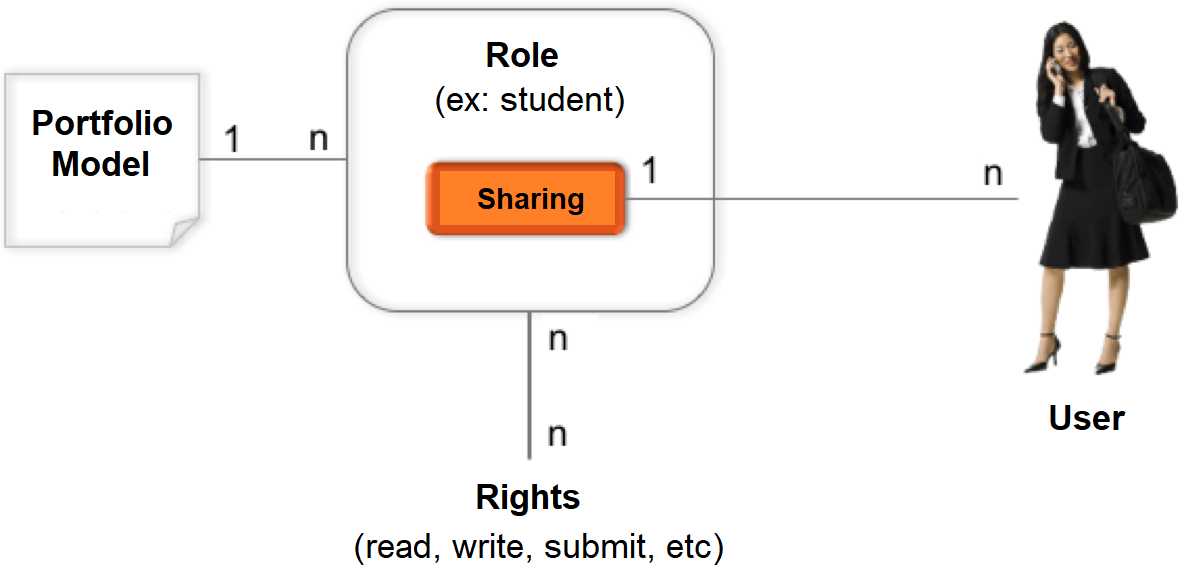 Role
(ex: student)
Portfolio
Model
1
n
Sharing
1
n
n
n
User
Rights
(read, write, submit, etc)